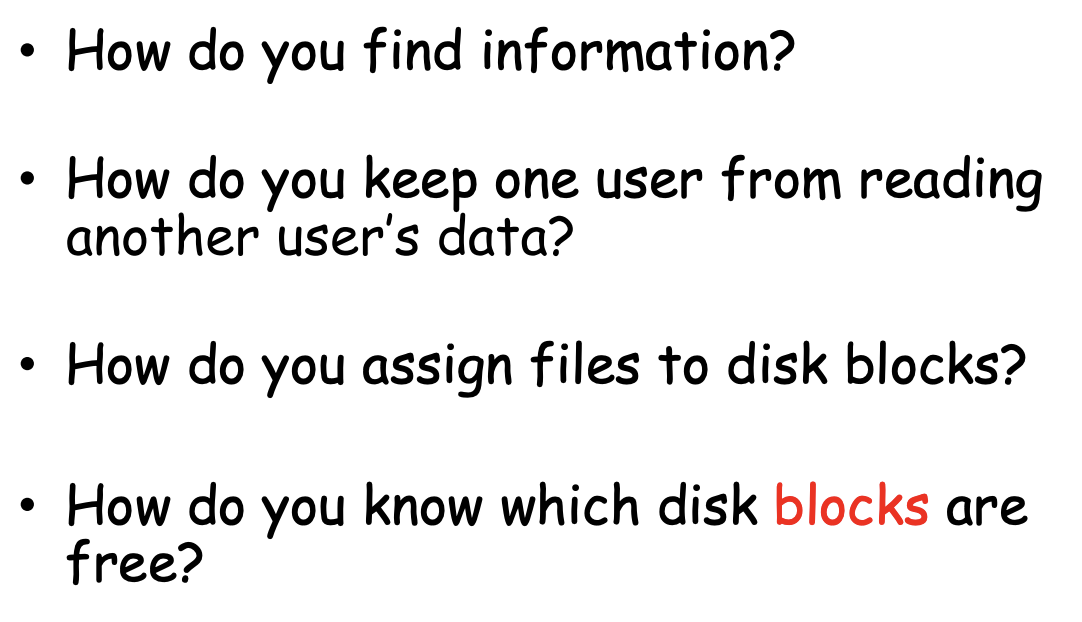 • How do you find information?
• How do you keep one user from reading
another user's data?
• How do you assign files to disk blocks?
• How do you know which disk blocks are
free?